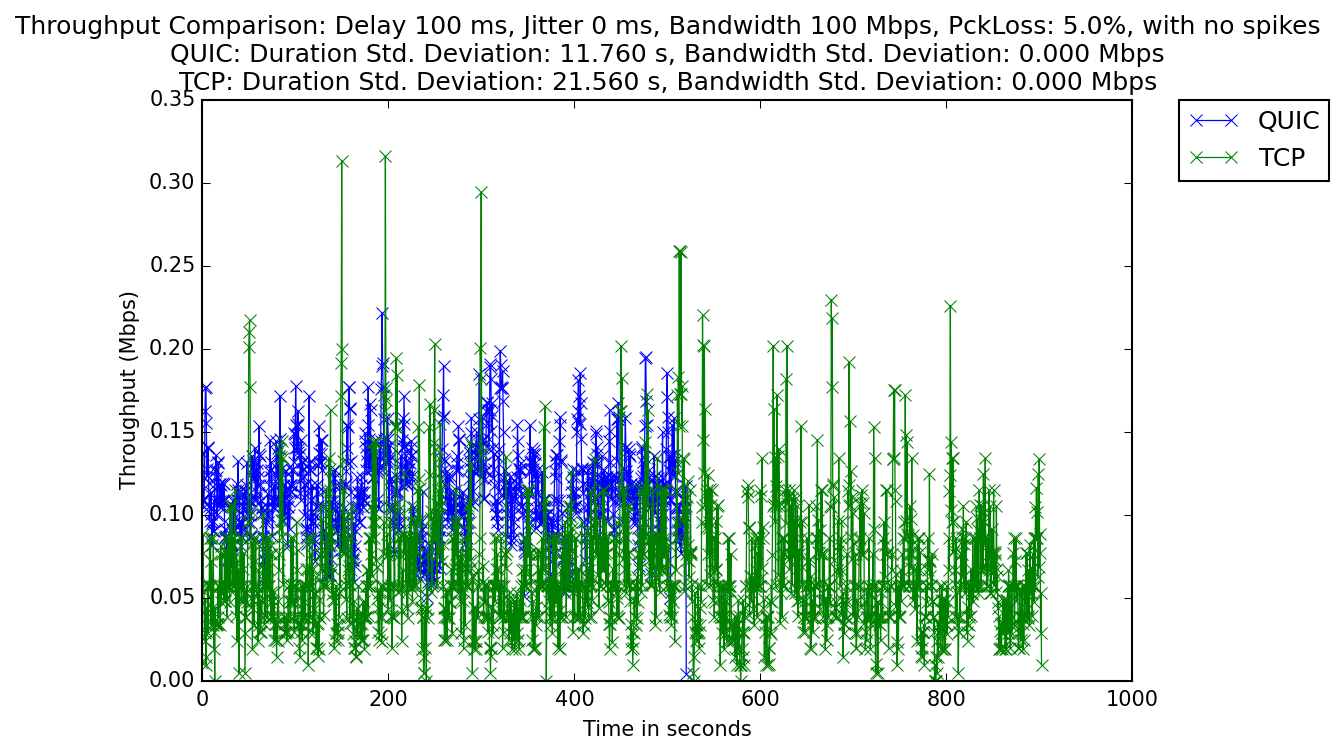 Throughput Comparison: Delay 100 ms, Jitter 0 ms, Bandwidth 100 Mbps, PckLoss: 5.0%, with no spikes
QUIC: Duration Std. Deviation: 11.760 s, Bandwidth Std. Deviation: 0.000 Mbps
TCP: Duration Std. Deviation: 21.560 s, Bandwidth Std. Deviation: 0.000 Mbps
QUIC
TCP
Throughput (Mbps)
0.35
0.30
0.25
0.20
0.15
0.10
0.05
0.00
0 200 400 600 800 1000
Time in seconds